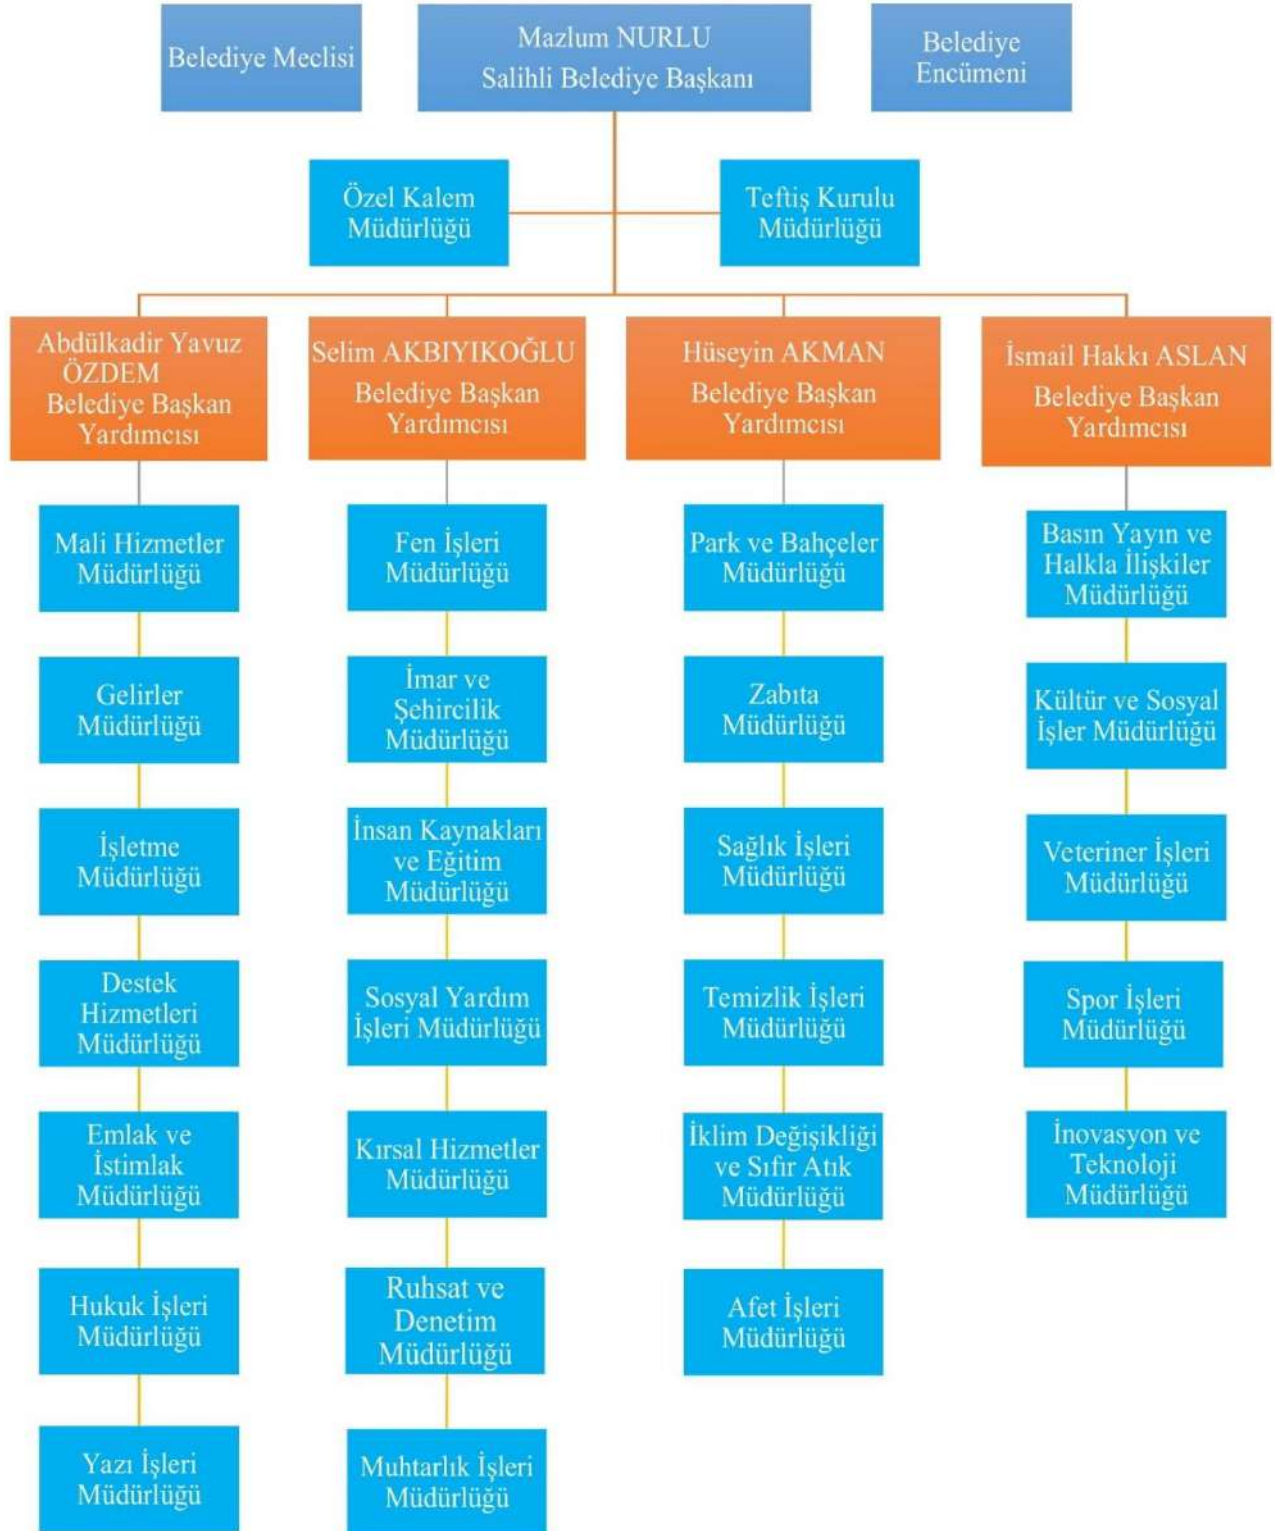 Belediye Meclisi
Mazlum NURLU
Salihli Belediye Başkanı
Belediye
Encümeni
Özel Kalem
Müdürlüğü
Teftiş Kurulu
Müdürlüğü
Abdülkadir Yavuz
ÖZDEM
Belediye Başkan
Yardımcısı
Selim AKBIYIKOĞLU
Belediye Başkan
Yardımcısı
Hüseyin AKMAN
Belediye Başkan
Yardımcısı
İsmail Hakkı ASLAN
Belediye Başkan
Yardımcısı
Mali Hizmetler
Müdürlüğü
Gelirler
Müdürlüğü
İşletme
Müdürlüğü
Destek
Hizmetleri
Müdürlüğü
Emlak ve
İstimlak
Müdürlüğü
Hukuk İşleri
Müdürlüğü
Yazı İşleri
Müdürlüğü
Fen İşleri
Müdürlüğü
İmar ve
Şehircilik
Müdürlüğü
İnsan Kaynakları
ve Eğitim
Müdürlüğü
Sosyal Yardım
İşleri Müdürlüğü
Kırsal Hizmetler
Müdürlüğü
Ruhsat ve
Denetim
Müdürlüğü
Muhtarlık İşleri
Müdürlüğü
Park ve Bahçeler
Müdürlüğü
Zabıta
Müdürlüğü
Sağlık İşleri
Müdürlüğü
Temizlik İşleri
Müdürlüğü
İklim Değişikliği
ve Sıfır Atık
Müdürlüğü
Afet İşleri
Müdürlüğü
Basın Yayın ve
Halkla İlişkiler
Müdürlüğü
Kültür ve Sosyal
İşler Müdürlüğü
Veteriner İşleri
Müdürlüğü
Spor İşleri
Müdürlüğü
İnovasyon ve
Teknoloji
Müdürlüğü